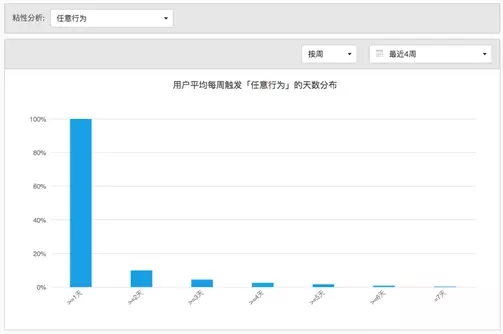 粘性分析: 任意行为
按周 最近4周
用户平均每周触发「任意行为」的天数分布
100%
80%
60%
40%
20%
0%
>=1天 >=2天 >=3天 >=4天 >=5天 >=6天 =7天